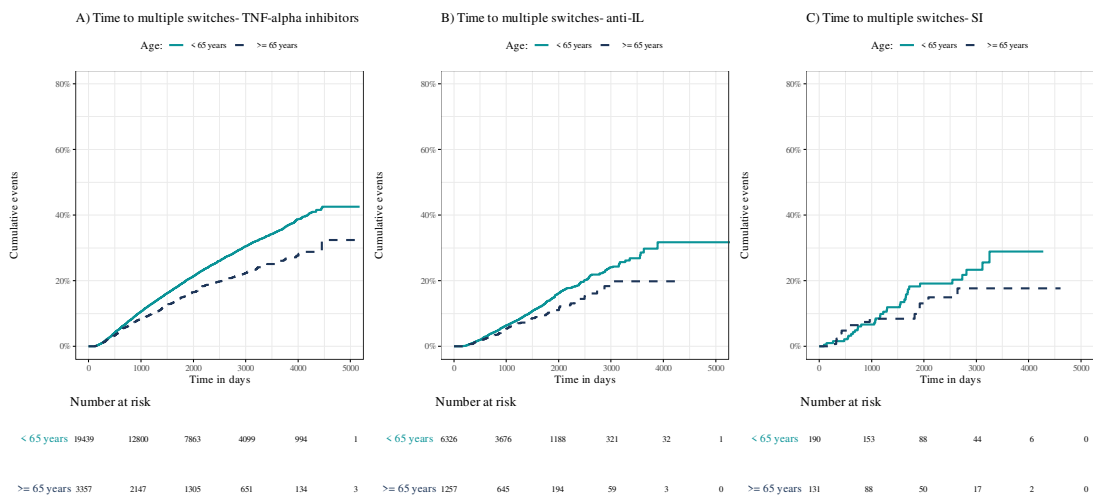 A) Time to multiple switches- TNF-alpha inhibitors
Age: < 65 years >= 65 years
Cumulative events
80%
60%
40%
20%
0%
0 1000 2000 3000 4000 5000
Time in days
Number at risk
< 65 years 19439 12800 7863 4099 994 1
>= 65 years 3357 2147 1305 651 134 3
B) Time to multiple switches- anti-IL
Age: < 65 years >= 65 years
Cumulative events
80%
60%
40%
20%
0%
0 1000 2000 3000 4000 5000
Time in days
Number at risk
< 65 years 6326 3676 1188 321 32 1
>= 65 years 1257 645 194 59 3 0
C) Time to multiple switches- SI
Age: < 65 years >= 65 years
Cumulative events
80%
60%
40%
20%
0%
0 1000 2000 3000 4000 5000
Time in days
Number at risk
< 65 years 190 153 88 44 6 0
>= 65 years 131 88 50 17 2 0